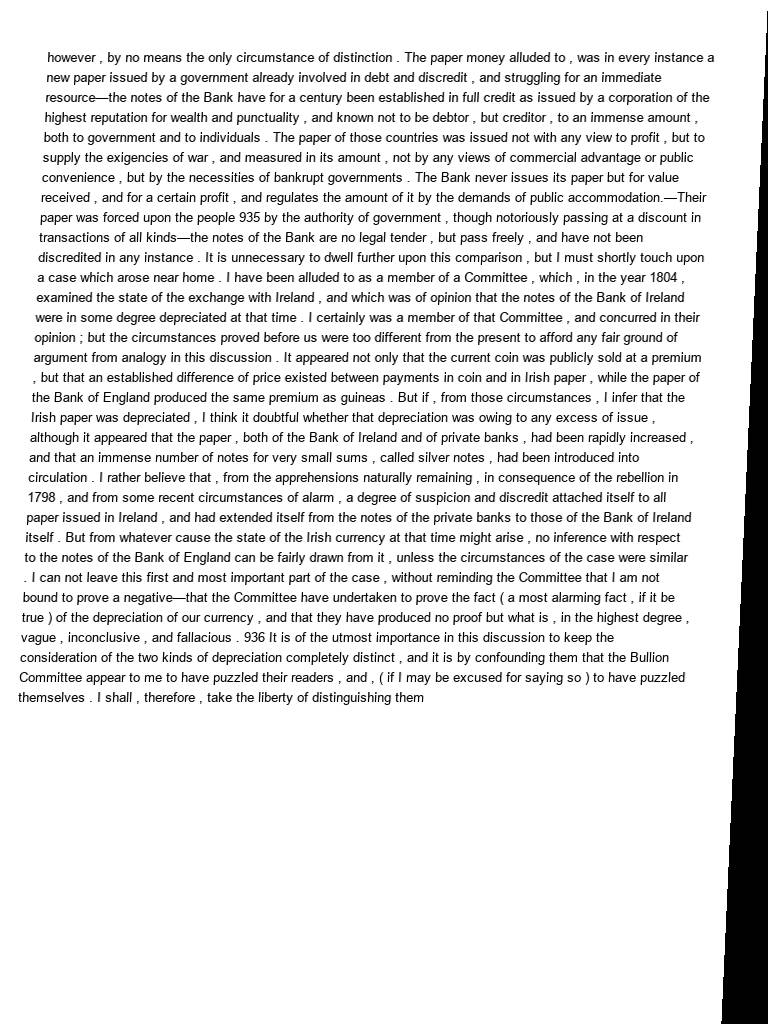 however , by no means the only circumstance of distinction . The paper money alluded to , was in every instance a
new paper issued by a government already involved in debt and discredit , and struggling for an immediate
resource—the notes of the Bank have for a century been established in full credit as issued by a corporation of the
highest reputation for wealth and punctuality , and known not to be debtor , but creditor , to an immense amount ,
both to government and to individuals . The paper of those countries was issued not with any view to profit , but to
supply the exigencies of war , and measured in its amount , not by any views of commercial advantage or public
convenience , but by the necessities of bankrupt governments . The Bank never issues its paper but for value
received , and for a certain profit , and regulates the amount of it by the demands of public accommodation.—Their
paper was forced upon the people 935 by the authority of government , though notoriously passing at a discount in
transactions of all kinds—the notes of the Bank are no legal tender , but pass freely , and have not been
discredited in any instance . It is unnecessary to dwell further upon this comparison , but I must shortly touch upon
a case which arose near home . I have been alluded to as a member of a Committee , which , in the year 1804 ,
examined the state of the exchange with Ireland , and which was of opinion that the notes of the Bank of Ireland
were in some degree depreciated at that time . I certainly was a member of that Committee , and concurred in their
opinion ; but the circumstances proved before us were too different from the present to afford any fair ground of
argument from analogy in this discussion . It appeared not only that the current coin was publicly sold at a premium
, but that an established difference of price existed between payments in coin and in Irish paper , while the paper of
the Bank of England produced the same premium as guineas . But if , from those circumstances , I infer that the
Irish paper was depreciated , I think it doubtful whether that depreciation was owing to any excess of issue ,
although it appeared that the paper , both of the Bank of Ireland and of private banks , had been rapidly increased ,
and that an immense number of notes for very small sums , called silver notes , had been introduced into
circulation . I rather believe that , from the apprehensions naturally remaining , in consequence of the rebellion in
1798 , and from some recent circumstances of alarm , a degree of suspicion and discredit attached itself to all
paper issued in Ireland , and had extended itself from the notes of the private banks to those of the Bank of Ireland
itself . But from whatever cause the state of the Irish currency at that time might arise , no inference with respect
to the notes of the Bank of England can be fairly drawn from it , unless the circumstances of the case were similar
. I can not leave this first and most important part of the case , without reminding the Committee that I am not
bound to prove a negative—that the Committee have undertaken to prove the fact ( a most alarming fact , if it be
true ) of the depreciation of our currency , and that they have produced no proof but what is , in the highest degree ,
vague , inconclusive , and fallacious . 936 It is of the utmost importance in this discussion to keep the
consideration of the two kinds of depreciation completely distinct , and it is by confounding them that the Bullion
Committee appear to me to have puzzled their readers , and , ( if I may be excused for saying so ) to have puzzled
themselves . I shall , therefore , take the liberty of distinguishing them